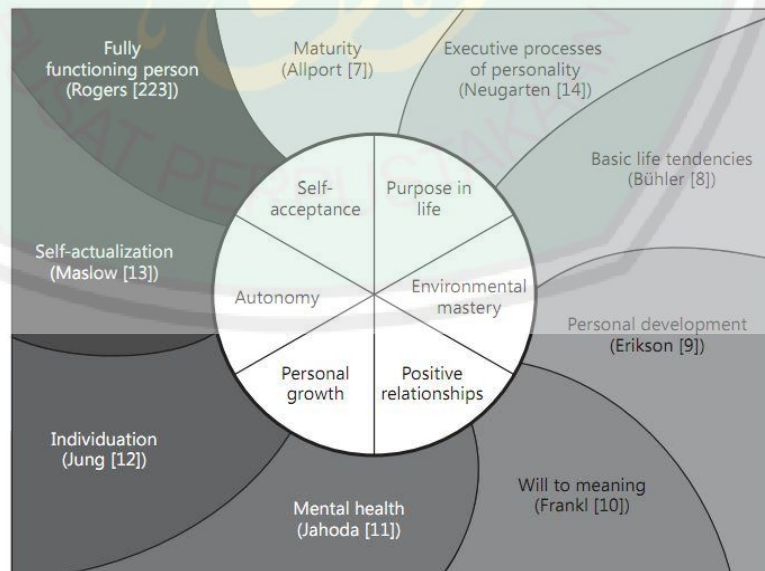 Fully
functioning person
(Rogers [223])
Maturity
(Allport [7])
Executive processes
of personality
(Neugarten [14])
Basic life tendencies
(Bühler [8])
Self-actualization
(Maslow [13])
Self-
acceptance
Purpose in
life
Autonomy
Environmental
mastery
Personal
growth
Positive
relationships
Personal development
(Erikson [9])
Individuation
(Jung [12])
Mental health
(Jahoda [11])
Will to meaning
(Frankl [10])
PUSAT PERPUSTAKAAN